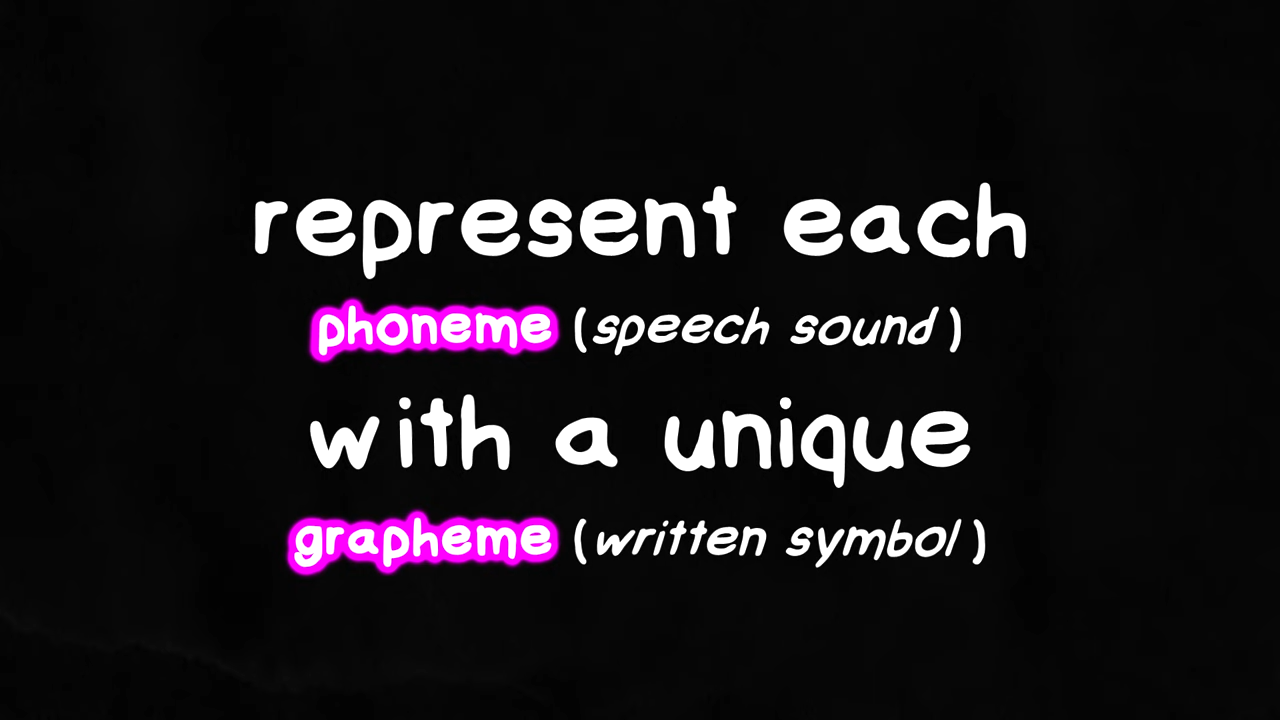 represent each
phoneme (speech sound)
with a unique
grapheme (written symbol)